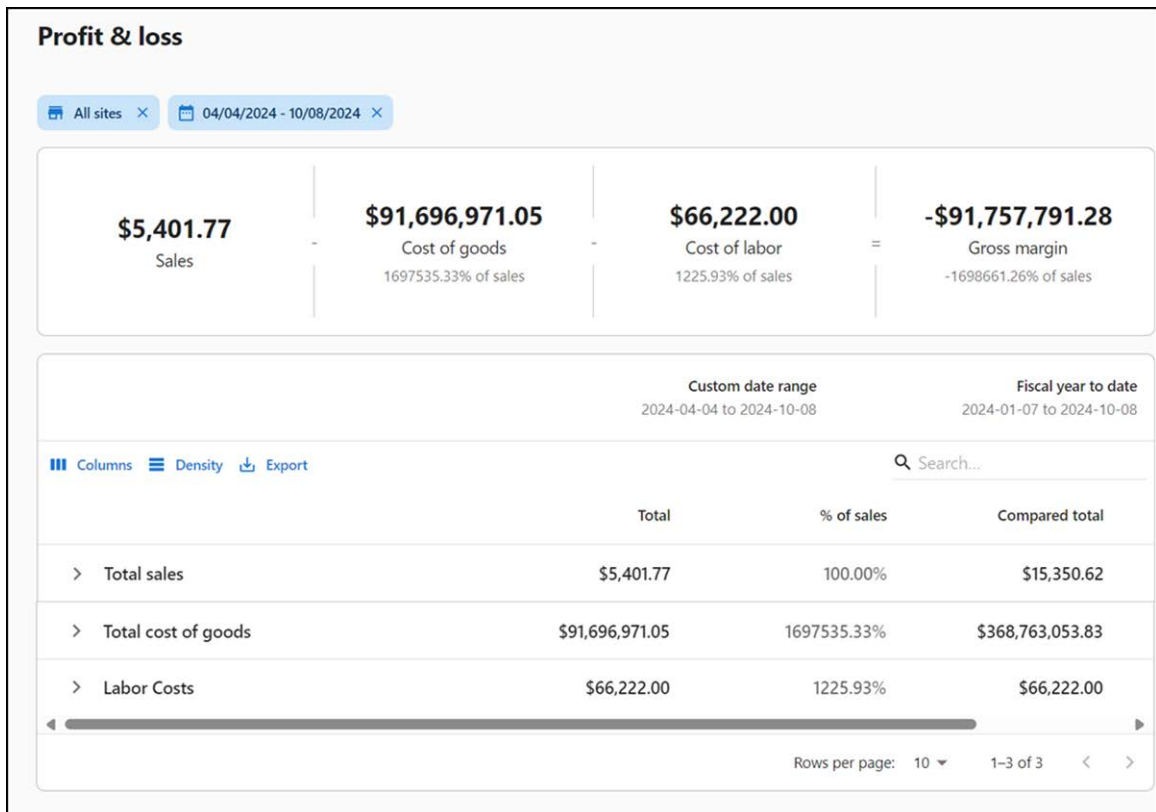 Profit & loss
All sites × 04/04/2024 - 10/08/2024 ×
$5,401.77 - $91,696,971.05 - $66,222.00 = -$91,757,791.28
Sales Cost of goods Cost of labor Gross margin
1697535.33% of sales 1225.93% of sales -1698661.26% of sales
Custom date range Fiscal year to date
2024-04-04 to 2024-10-08 2024-01-07 to 2024-10-08
Columns Density Export Search...
Total % of sales Compared total
Total sales $5,401.77 100.00% $15,350.62
Total cost of goods $91,696,971.05 1697535.33% $368,763,053.83
Labor Costs $66,222.00 1225.93% $66,222.00
Rows per page: 10 1–3 of 3